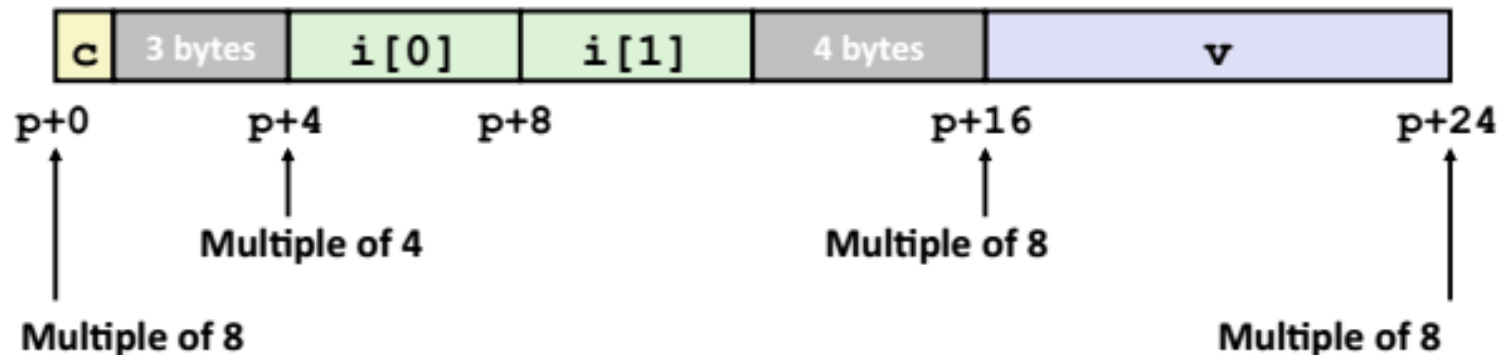 c 3 bytes i[0] i[1] 4 bytes v
p+0 p+4 p+8 p+16 p+24
Multiple of 4 Multiple of 8
Multiple of 8 Multiple of 8